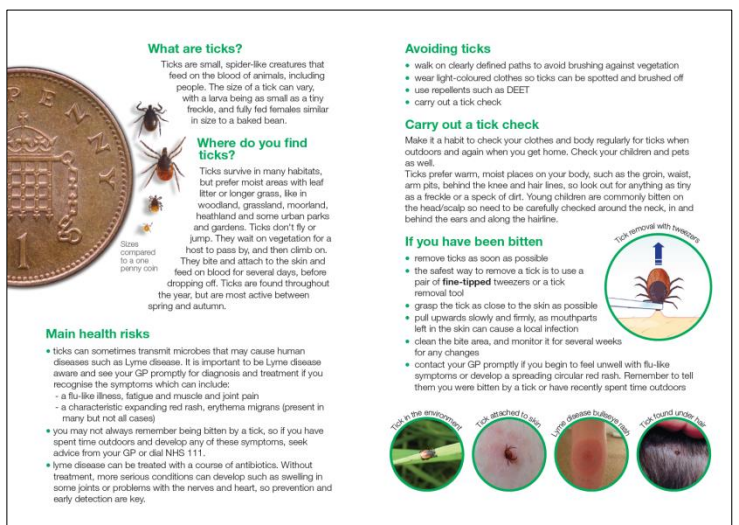 PENNY
1
What are ticks?
Ticks are small, spider-like creatures that
feed on the blood of animals, including
people. The size of a tick can vary,
with a larva being as small as a tiny
freckle, and fully fed females similar
in size to a baked bean.
Where do you find
ticks?
Ticks survive in many habitats,
but prefer moist areas with leaf
litter or longer grass, like in
woodland, grassland, moorland,
heathland and some urban parks
and gardens. Ticks don't fly or
jump. They wait on vegetation for a
host to pass by, and then climb on.
They bite and attach to the skin and
feed on blood for several days, before
dropping off. Ticks are found throughout
the year, but are most active between
spring and autumn.
Sizes
compared
to a one
penny coin
Main health risks
• ticks can sometimes transmit microbes that may cause human
diseases such as Lyme disease. It is important to be Lyme disease
aware and see your GP promptly for diagnosis and treatment if you
recognise the symptoms which can include:
- a flu-like illness, fatigue and muscle and joint pain
- a characteristic expanding red rash, erythema migrans (present in
many but not all cases)
• you may not always remember being bitten by a tick, so if you have
spent time outdoors and develop any of these symptoms, seek
advice from your GP or dial NHS 111.
• lyme disease can be treated with a course of antibiotics. Without
treatment, more serious conditions can develop such as swelling in
some joints or problems with the nerves and heart, so prevention and
early detection are key.
Avoiding ticks
• walk on clearly defined paths to avoid brushing against vegetation
• wear light-coloured clothes so ticks can be spotted and brushed off
• use repellents such as DEET
• carry out a tick check
Carry out a tick check
Make it a habit to check your clothes and body regularly for ticks when
outdoors and again when you get home. Check your children and pets
as well.
Ticks prefer warm, moist places on your body, such as the groin, waist,
arm pits, behind the knee and hair lines, so look out for anything as tiny
as a freckle or a speck of dirt. Young children are commonly bitten on
the head/scalp so need to be carefully checked around the neck, in and
behind the ears and along the hairline.
If you have been bitten
• remove ticks as soon as possible
• the safest way to remove a tick is to use a
pair of fine-tipped tweezers or a tick
removal tool
• grasp the tick as close to the skin as possible
• pull upwards slowly and firmly, as mouthparts
left in the skin can cause a local infection
• clean the bite area, and monitor it for several weeks
for any changes
• contact your GP promptly if you begin to feel unwell with flu-like
symptoms or develop a spreading circular red rash. Remember to tell
them you were bitten by a tick or have recently spent time outdoors
Tick removal with tweezers
Tick in the environment
Tick attached to skin
Lyme disease bullseye rash
Tick found under hair